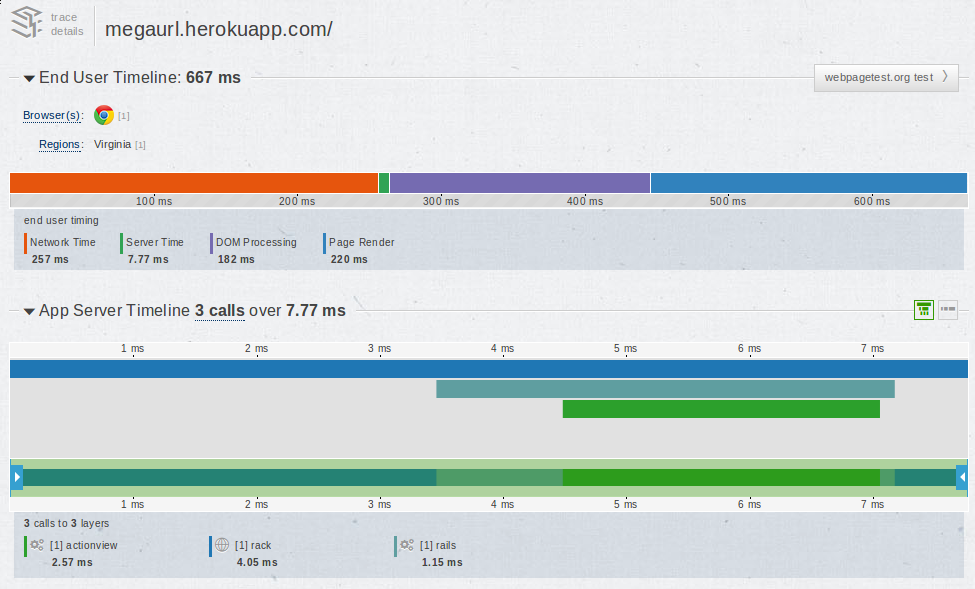 trace
details
megaurl.herokuapp.com/
End User Timeline: 667 ms
webpagetest.org test
Browser(s): [1]
Regions: Virginia [1]
100 ms 200 ms 300 ms 400 ms 500 ms 600 ms
end user timing
Network Time Server Time DOM Processing Page Render
257 ms 7.77 ms 182 ms 220 ms
App Server Timeline 3 calls over 7.77 ms
1 ms 2 ms 3 ms 4 ms 5 ms 6 ms 7 ms
1 ms 2 ms 3 ms 4 ms 5 ms 6 ms 7 ms
3 calls to 3 layers
[1] actionview [1] rack [1] rails
2.57 ms 4.05 ms 1.15 ms